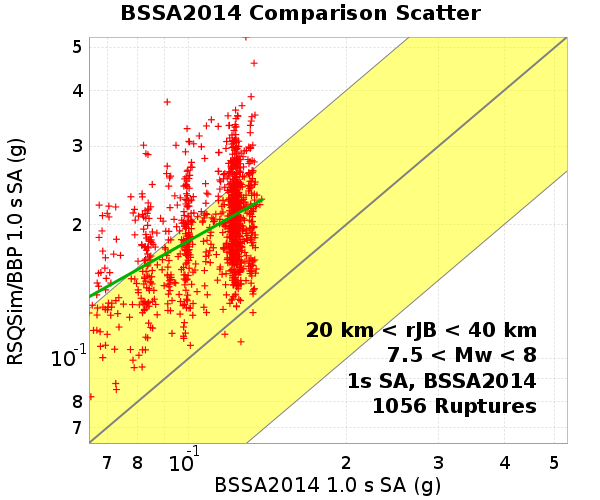 BSSA2014 Comparison Scatter
RSQSim/BBP 1.0 s SA (g)
5
4
3
2
10-1
8
7
20 km < rJB < 40 km
7.5 < Mw < 8
1s SA, BSSA2014
1056 Ruptures
7 8 10-1 2 3 4 5
BSSA2014 1.0 s SA (g)